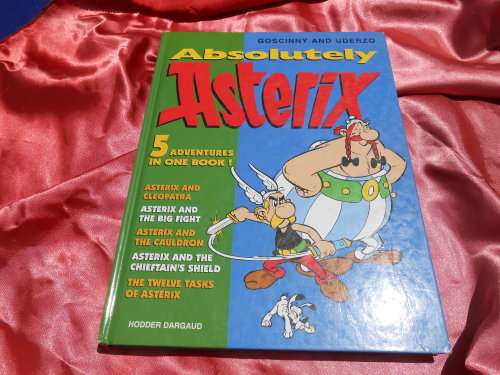 GOSCINNY AND UDERZO
Absolutely
Asterix
5 ADVENTURES
IN ONE BOOK!
ASTERIX AND
CLEOPATRA
ASTERIX AND
THE BIG FIGHT
ASTERIX AND
THE CAULDRON
ASTERIX AND THE
CHIEFTAIN'S SHIELD
THE TWELVE TASKS
OF ASTERIX
HODDER DARGAUD